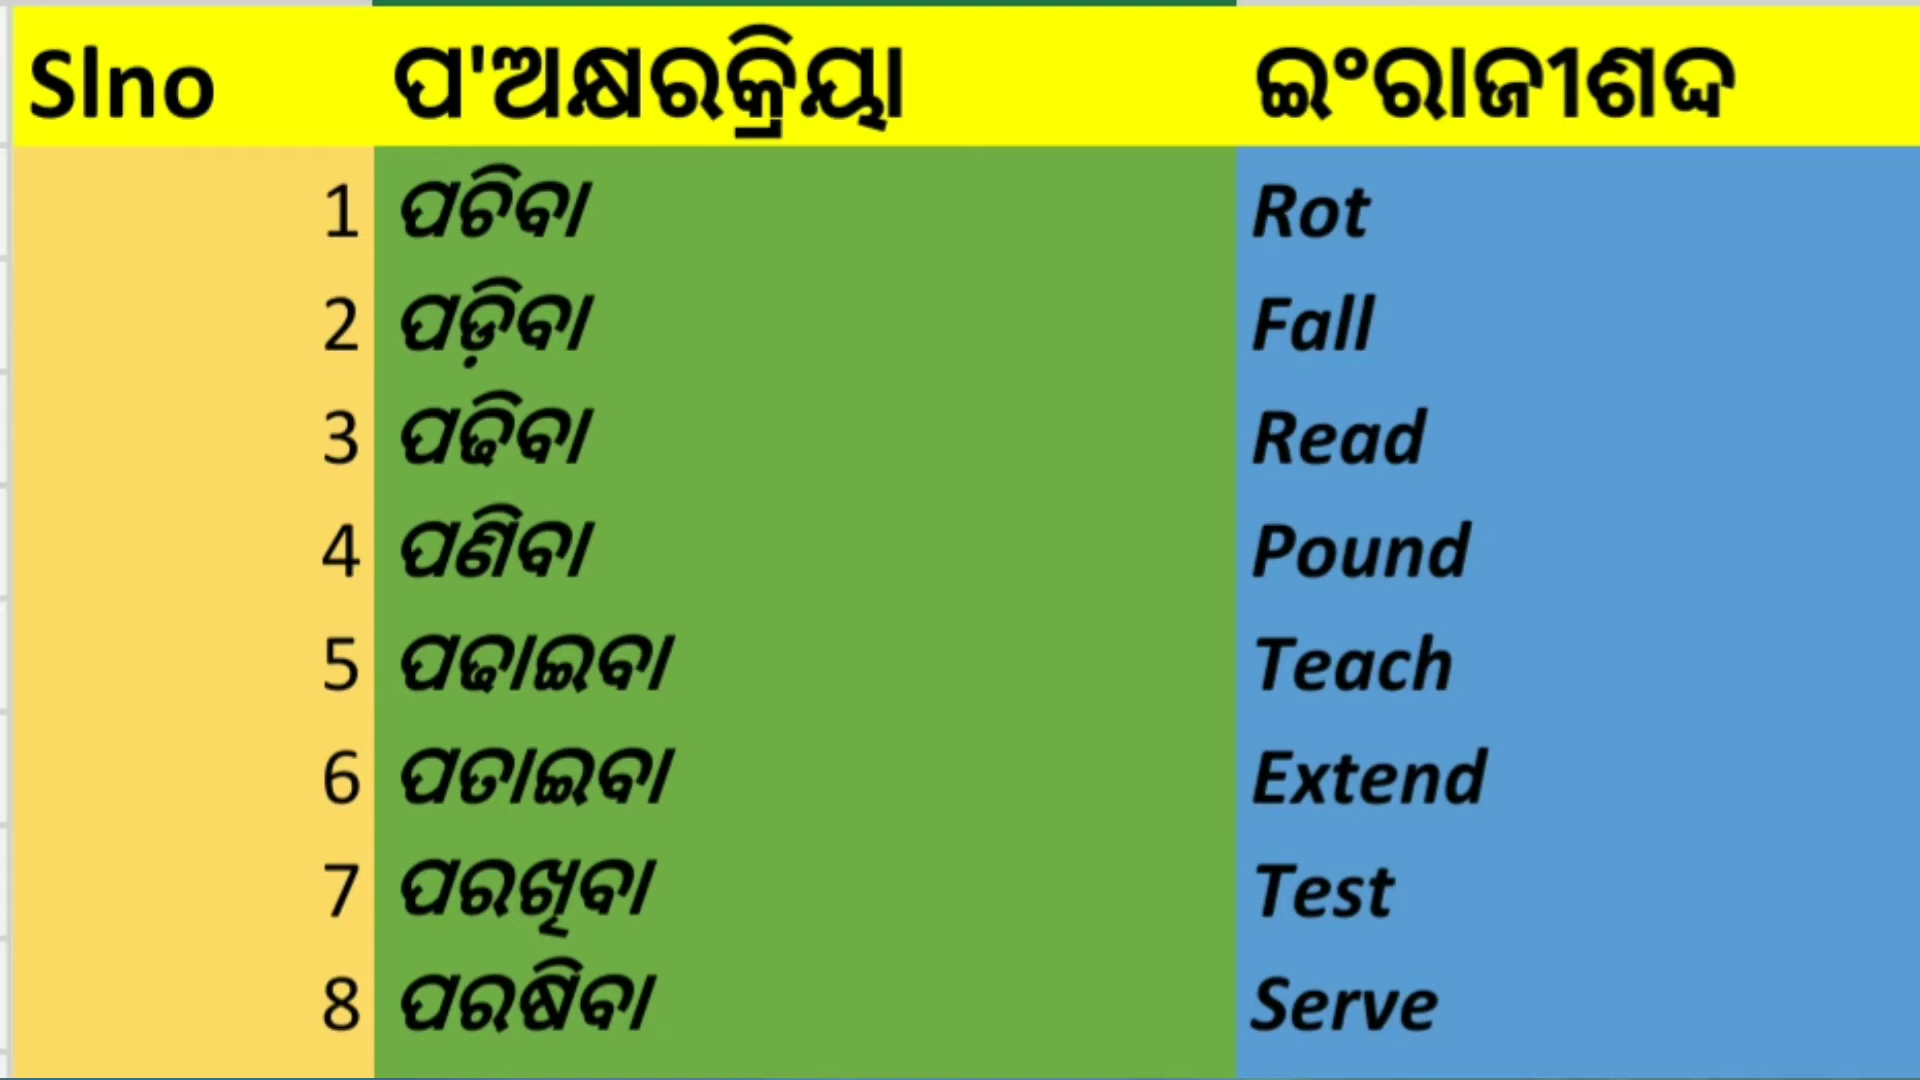 Slno ପ'ଅକ୍ଷରକ୍ରିୟା ଇଂରାଜୀଶବ୍ଦ
1 ପଚିବା Rot
2 ପଡ଼ିବା Fall
3 ପଢିବା Read
4 ପଶିବା Pound
5 ପଢାଇବା Teach
6 ପତାଇବା Extend
7 ପରଖିବା Test
8 ପରଷିବା Serve